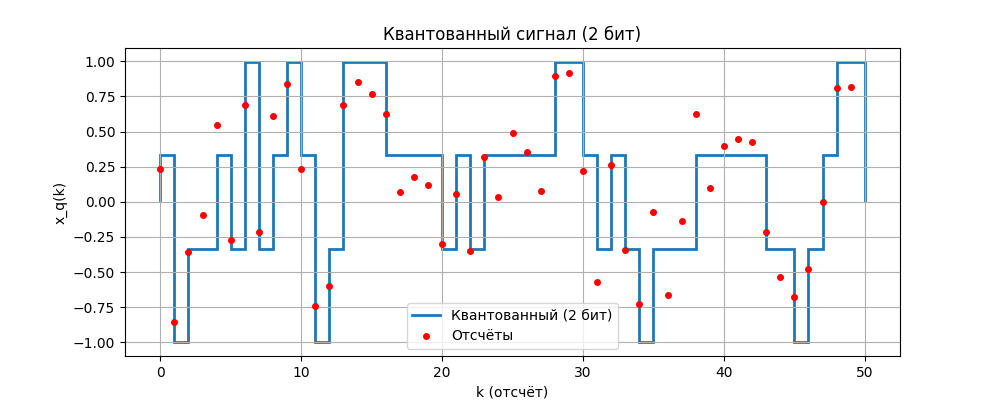 Квантованный сигнал (2 бит)
x_q(k)
1.00
0.75
0.50
0.25
0.00
−0.25
−0.50
−0.75
−1.00
Квантованный (2 бит)
Отсчёты
0 10 20 30 40 50
k (отсчёт)